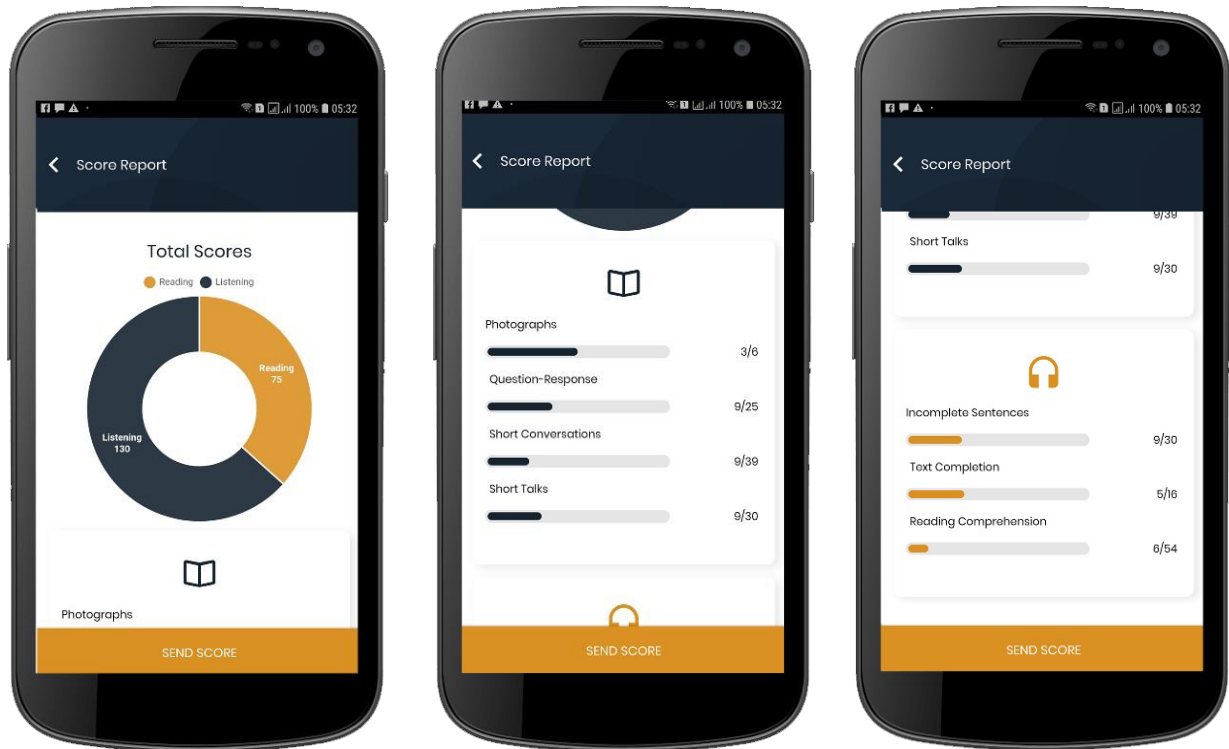 100% 05:32
Score Report
Total Scores
Reading Listening
Reading
75
Listening
130
Photographs
SEND SCORE
100% 05:32
Score Report
Photographs
3/6
Question-Response
9/25
Short Conversations
9/39
Short Talks
9/30
SEND SCORE
100% 05:32
Score Report
9/39
Short Talks
9/30
Incomplete Sentences
9/30
Text Completion
5/16
Reading Comprehension
6/54
SEND SCORE